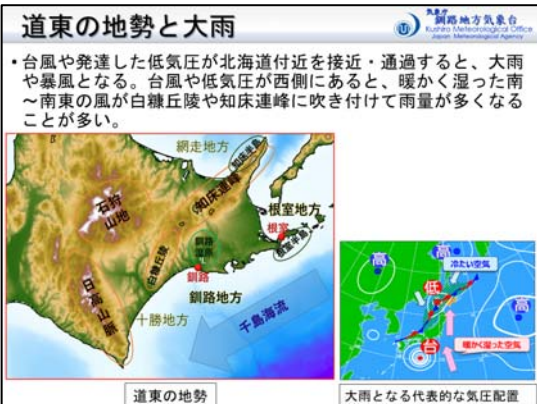 道東の地勢と大雨
気象庁
釧路地方気象台
Kushiro Meteorological Office
Japan Meteorological Agency
・台風や発達した低気圧が北海道付近を接近・通過すると、大雨
や暴風となる。台風や低気圧が西側にあると、暖かく湿った南
～南東の風が白糠丘陵や知床連峰に吹き付けて雨量が多くなる
ことが多い。
網走地方
知床半島
知床連峰
石狩
山地
根室地方
根室
根室半島
白糠丘陵
釧路
湿原
釧路
釧路地方
日高山脈
十勝地方
千島海流
高
冷たい空気
低
高
台
暖かく湿った空気
道東の地勢
大雨となる代表的な気圧配置